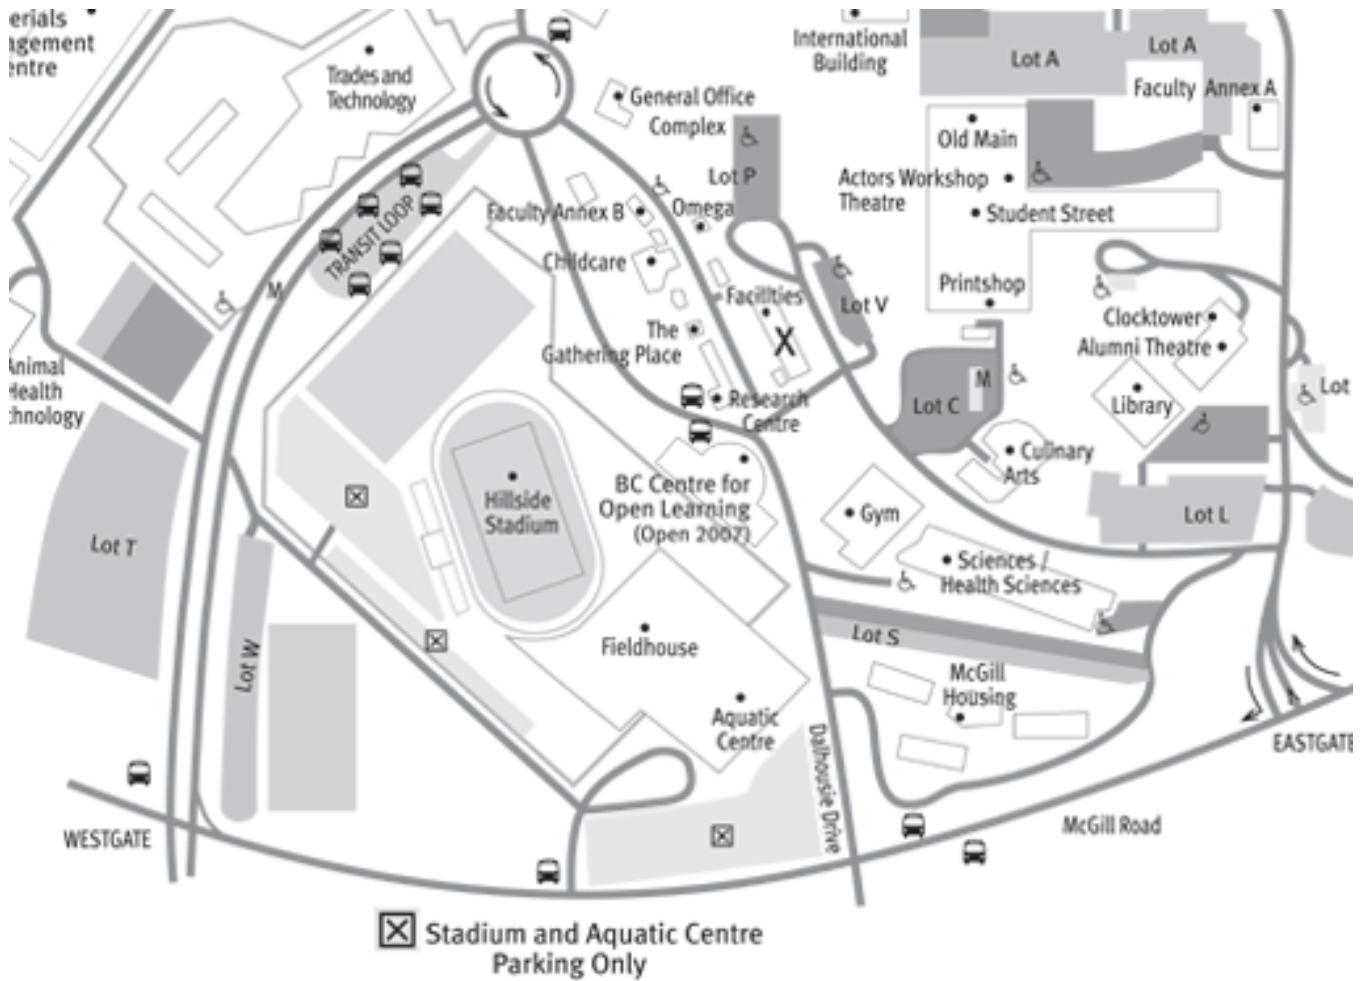 erials
agement
entre
Trades and
Technology
General Office
Complex
International
Building
Lot A
Lot A
Faculty Annex A
Old Main
Lot P
Actors Workshop
Theatre
Student Street
Faculty Annex B
Omega
TRANSIT LOOP
Childcare
M
Facilities
X
Lot V
Printshop
Clocktower
Alumni Theatre
The
Gathering Place
Animal
Health
chnology
Research
Centre
Lot C
M
Library
Lot
Culinary
Arts
Hillside
Stadium
BC Centre for
Open Learning
(Open 2007)
Gym
Lot L
Lot T
Sciences /
Health Sciences
Lot S
Lot W
Fieldhouse
McGill
Housing
Aquatic
Centre
Dalhousie Drive
EASTGATE
WESTGATE
McGill Road
Stadium and Aquatic Centre
Parking Only